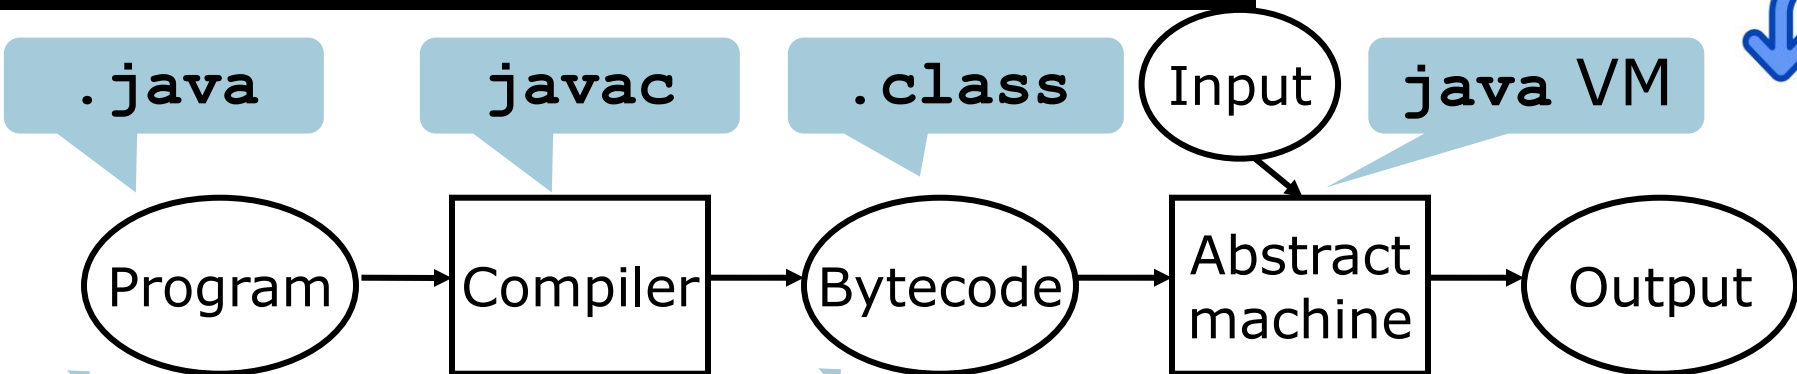 .java
javac
.class
Input
java VM
Program
Compiler
Bytecode
Abstract
machine
Output